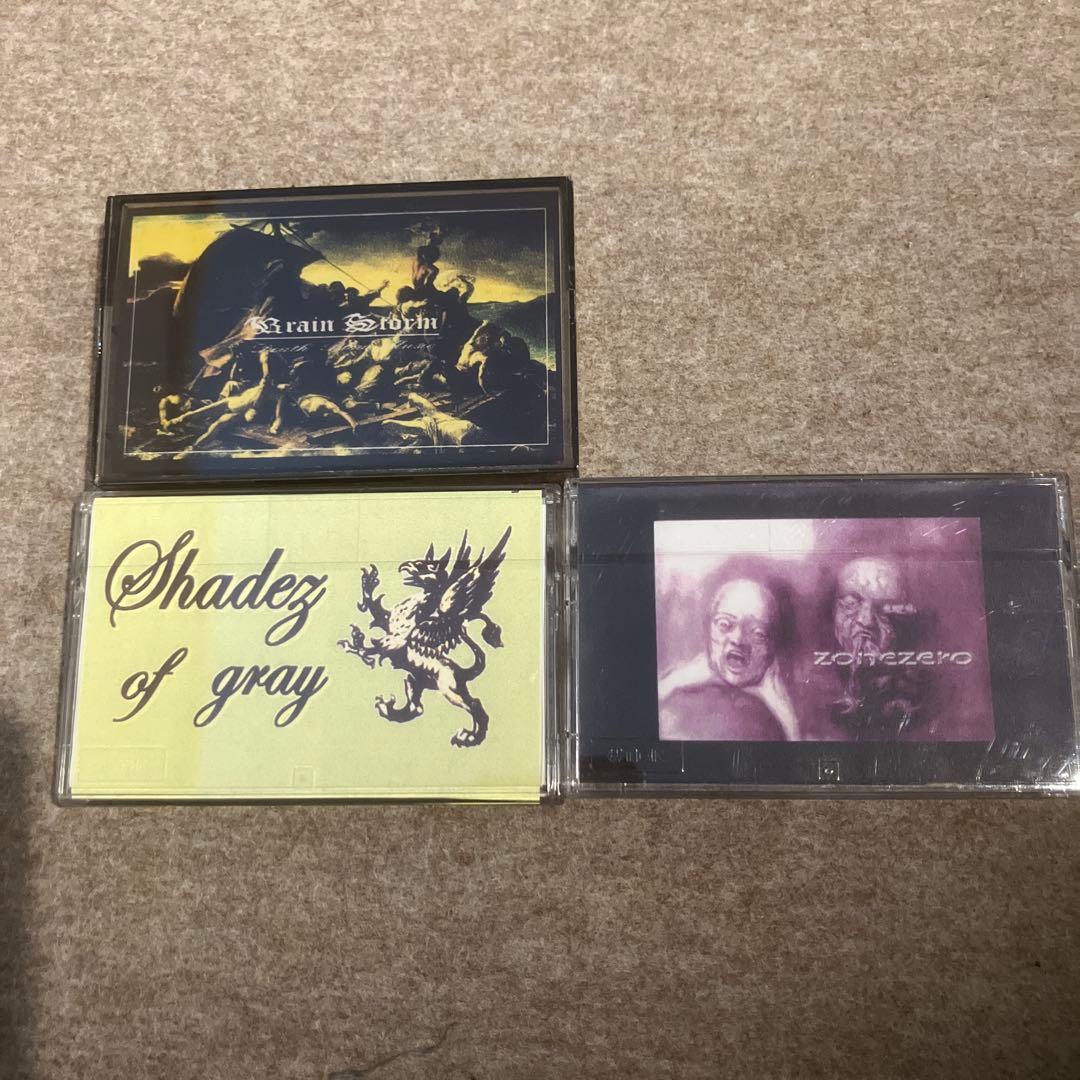 Brain Storm
Shadez
of gray
zonezero